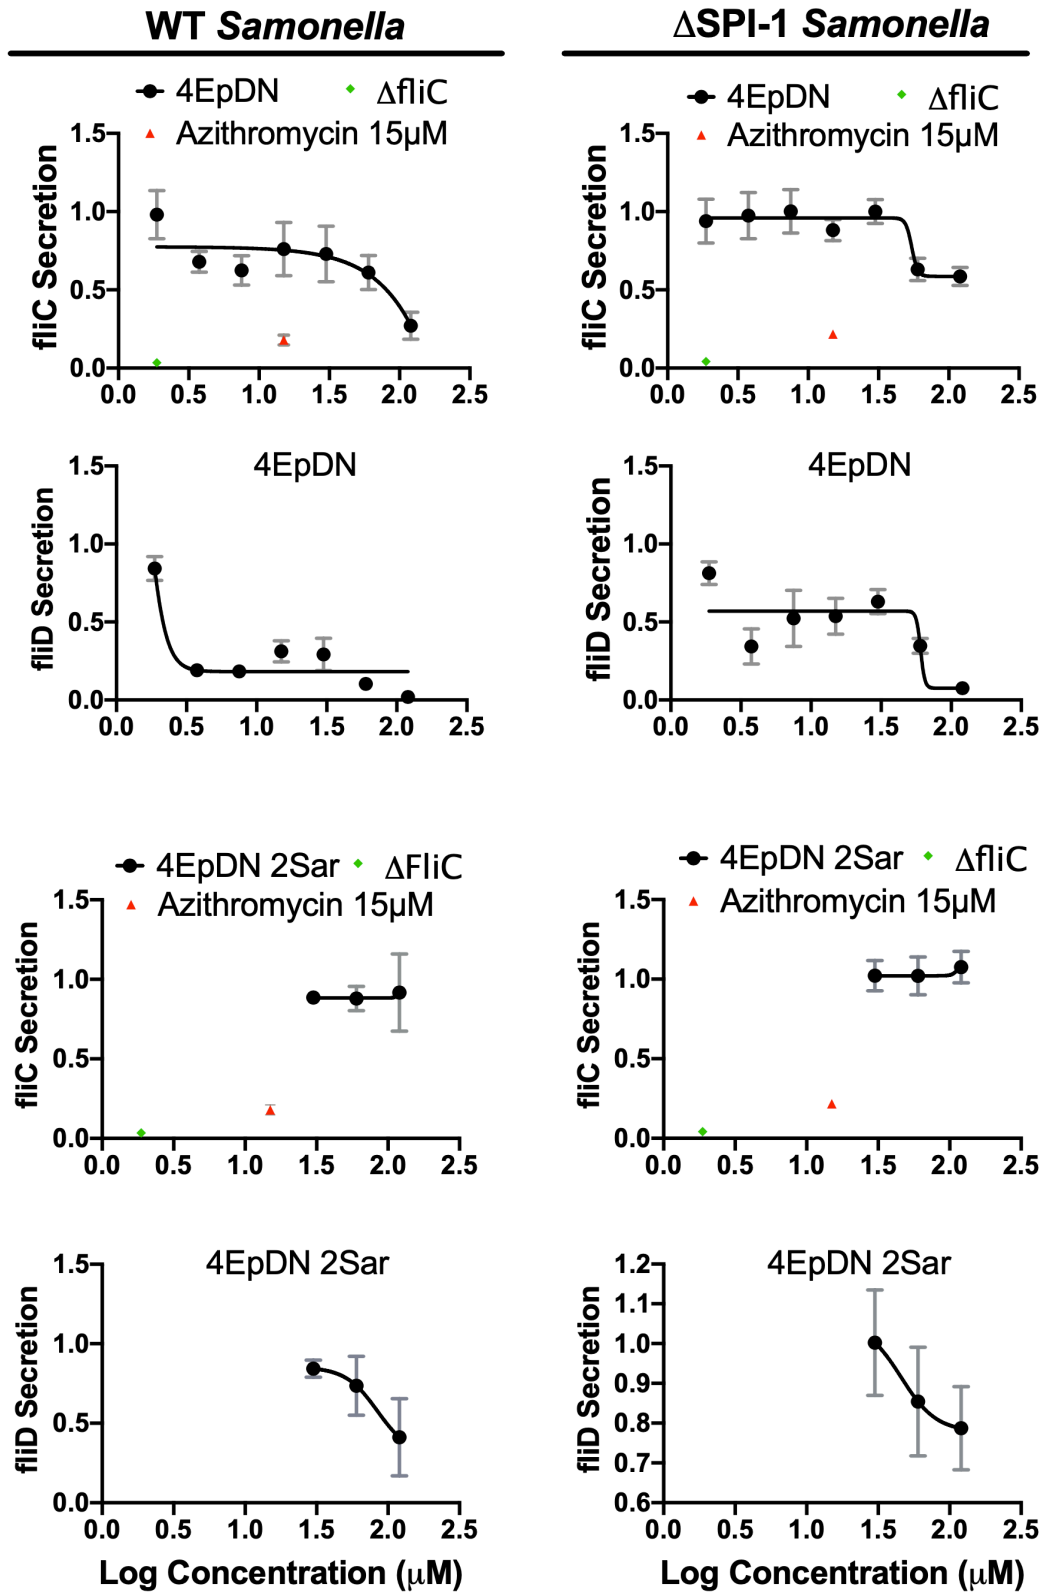 WT Samonella
ΔSPI-1 Samonella
4EpDN ΔfliC
Azithromycin 15µM
fliC Secretion
1.5
1.0
0.5
0.0
0.0 0.5 1.0 1.5 2.0 2.5
4EpDN ΔfliC
Azithromycin 15µM
fliC Secretion
1.5
1.0
0.5
0.0
0.0 0.5 1.0 1.5 2.0 2.5
4EpDN
fliD Secretion
1.5
1.0
0.5
0.0
0.0 0.5 1.0 1.5 2.0 2.5
4EpDN
fliD Secretion
1.5
1.0
0.5
0.0
0.0 0.5 1.0 1.5 2.0 2.5
4EpDN 2Sar ΔFliC
Azithromycin 15µM
fliC Secretion
1.5
1.0
0.5
0.0
0.0 0.5 1.0 1.5 2.0 2.5
4EpDN 2Sar ΔfliC
Azithromycin 15µM
fliC Secretion
1.5
1.0
0.5
0.0
0.0 0.5 1.0 1.5 2.0 2.5
4EpDN 2Sar
fliD Secretion
1.5
1.0
0.5
0.0
0.0 0.5 1.0 1.5 2.0 2.5
Log Concentration (µM)
4EpDN 2Sar
fliD Secretion
1.2
1.1
1.0
0.9
0.8
0.7
0.6
0.0 0.5 1.0 1.5 2.0 2.5
Log Concentration (µM)